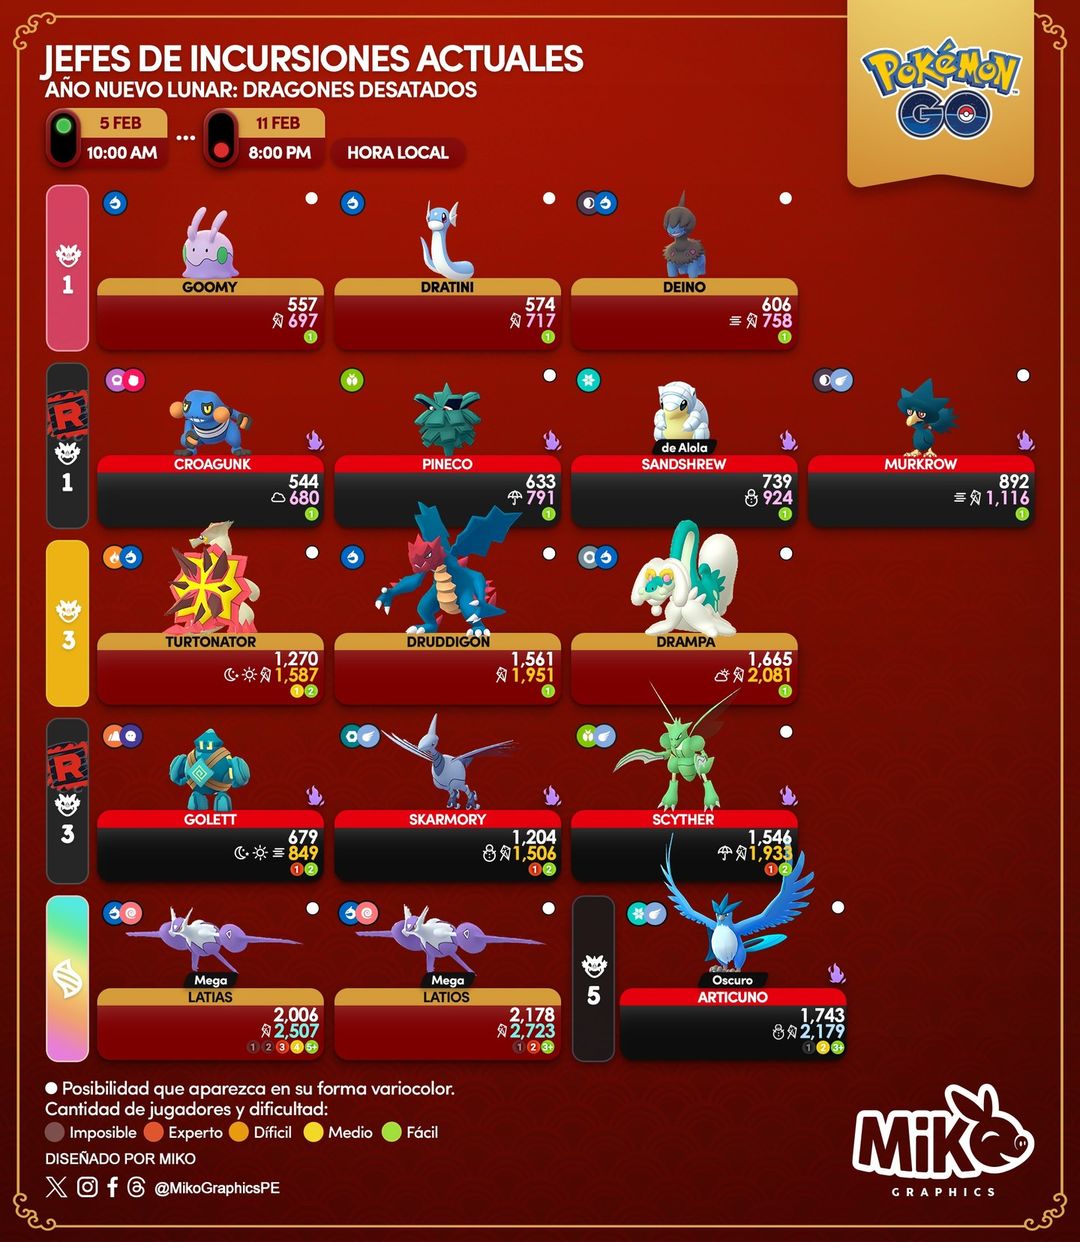 JEFES DE INCURSIONES ACTUALES
AÑO NUEVO LUNAR: DRAGONES DESATADOS
5 FEB
10:00 AM
...
11 FEB
8:00 PM
HORA LOCAL
POKÉMON
GO
1
GOOMY
557
697
1
DRATINI
574
717
1
DEINO
606
758
1
R
1
CROAGUNK
544
680
1
PINECO
633
791
1
de Alola
SANDSHREW
739
924
1
MURKROW
892
1,116
1
3
TURTONATOR
1,270
1,587
1 2
DRUDDIGON
1,561
1,951
1
DRAMPA
1,665
2,081
1
R
3
GOLETT
679
849
1 2
SKARMORY
1,204
1,506
1 2
SCYTHER
1,546
1,933
1 2
Mega
LATIAS
2,006
2,507
1 2 3 4 5+
Mega
LATIOS
2,178
2,723
1 2 3+
5
Oscuro
ARTICUNO
1,743
2,179
1 2 3+
Posibilidad que aparezca en su forma variocolor.
Cantidad de jugadores y dificultad:
Imposible Experto Díficil Medio Fácil
DISEÑADO POR MIKO
@MikoGraphicsPE
MiKO
GRAPHICS